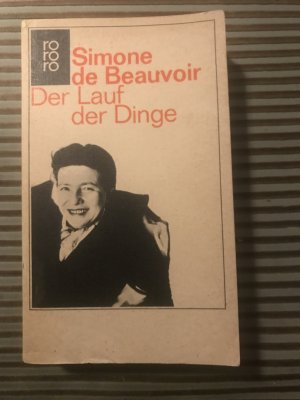 ro
ro
ro
Simone
de Beauvoir
Der Lauf
der Dinge